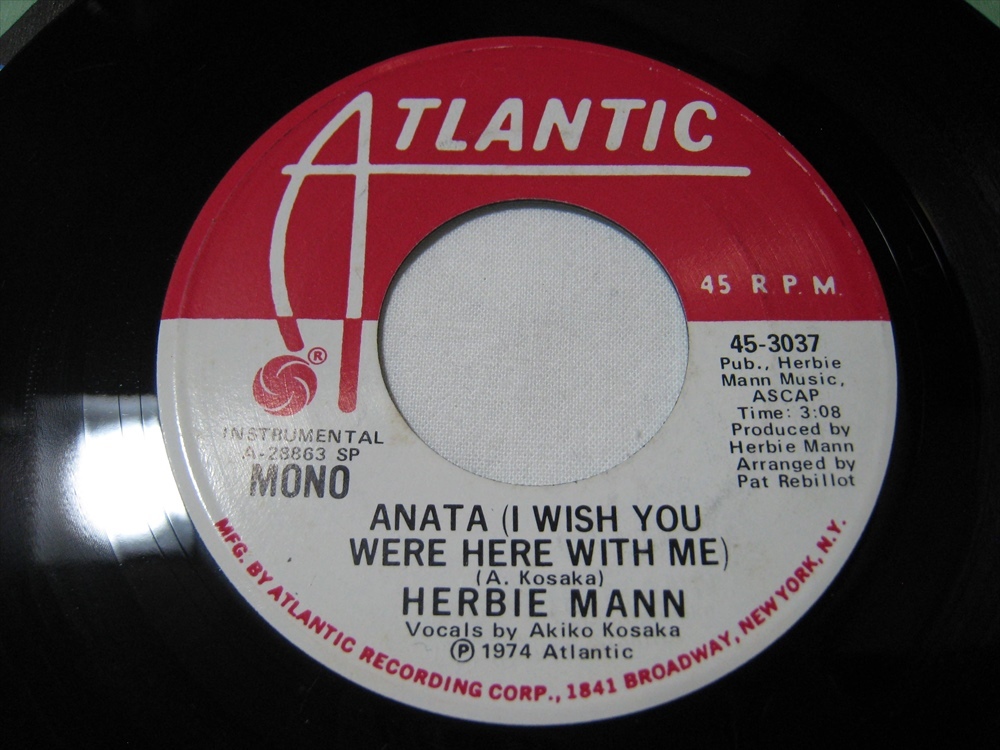 ATLANTIC
45 R.P.M.
®
INSTRUMENTAL
A-28863 SP
MONO
45-3037
Pub., Herbie
Mann Music,
ASCAP
Time: 3:08
Produced by
Herbie Mann
Arranged by
Pat Rebillot
ANATA (I WISH YOU
WERE HERE WITH ME)
(A. Kosaka)
HERBIE MANN
Vocals by Akiko Kosaka
℗ 1974 Atlantic
MFG. BY ATLANTIC RECORDING CORP., 1841 BROADWAY, NEW YORK, N.Y.